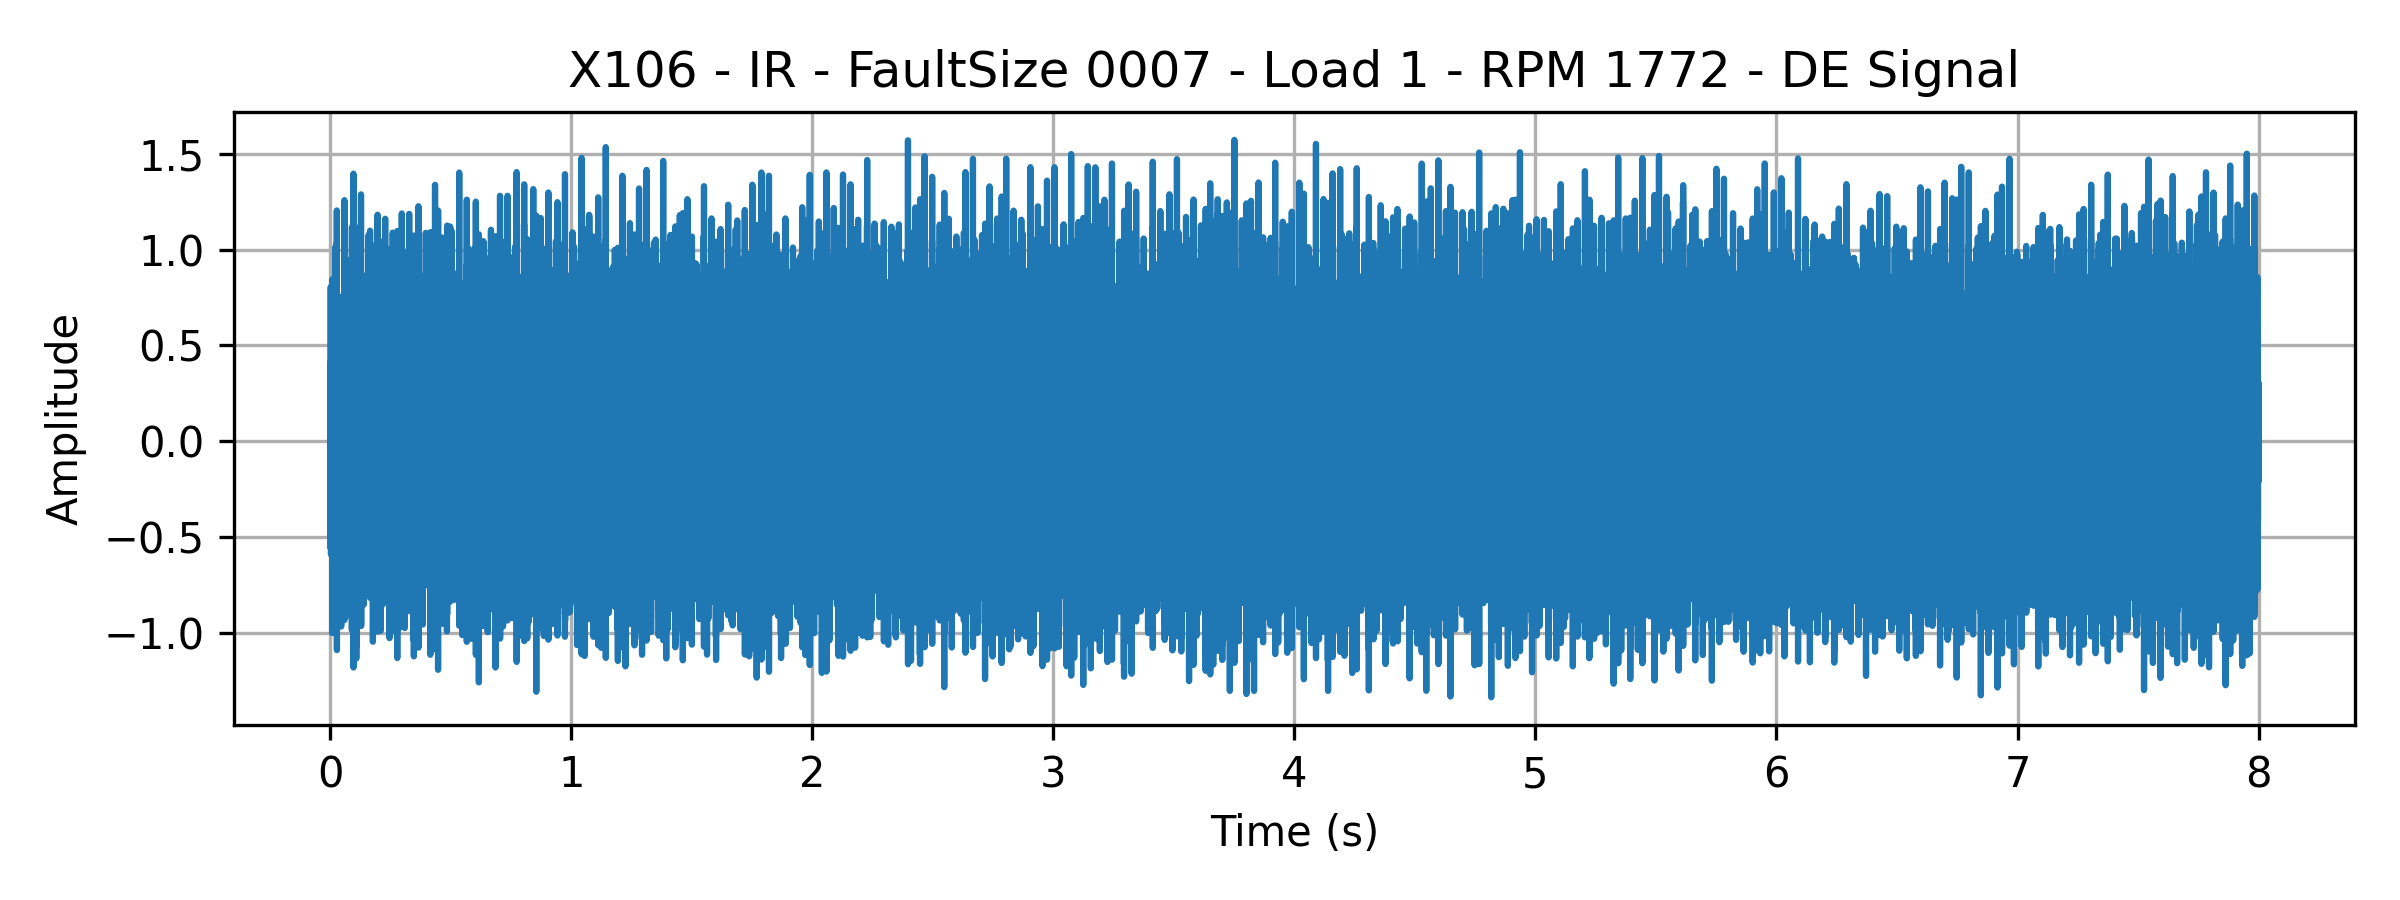 X106 - IR - FaultSize 0007 - Load 1 - RPM 1772 - DE Signal
1.5
1.0
0.5
0.0
−0.5
−1.0
Amplitude
0 1 2 3 4 5 6 7 8
Time (s)